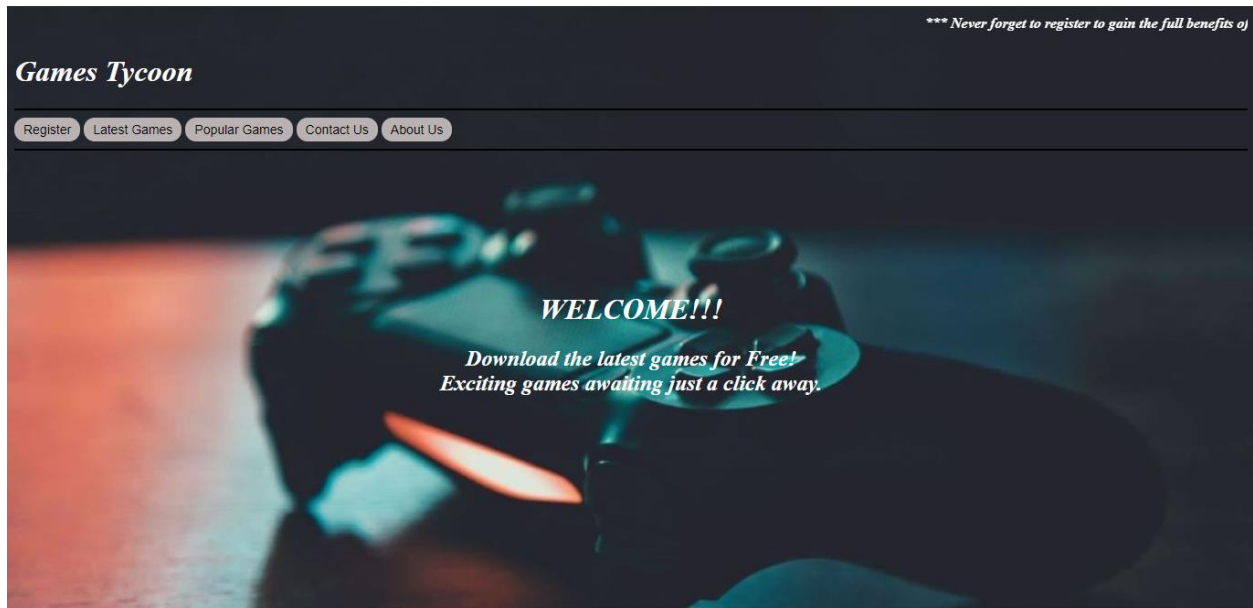 *** Never forget to register to gain the full benefits of
Games Tycoon
Register Latest Games Popular Games Contact Us About Us
WELCOME!!!
Download the latest games for Free!
Exciting games awaiting just a click away.